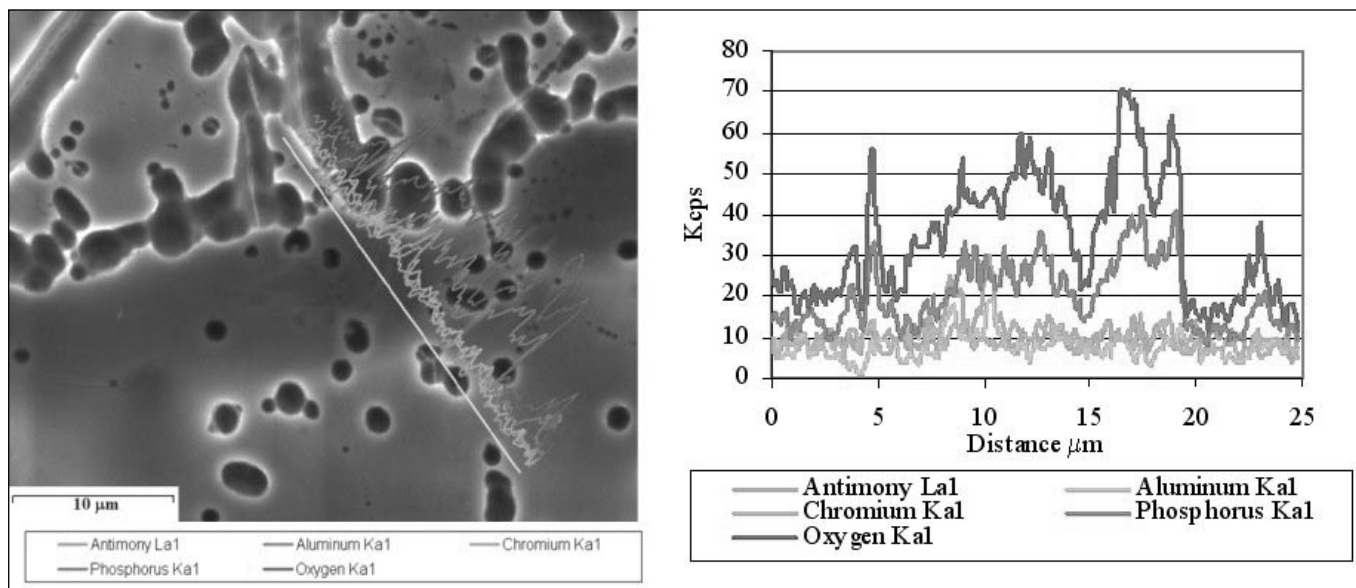 10 μm
Antimony La1 Aluminum Ka1 Chromium Ka1
Phosphorus Ka1 Oxygen Ka1
Kcps
80
70
60
50
40
30
20
10
0
0 5 10 15 20 25
Distance μm
Antimony La1 Aluminum Ka1
Chromium Ka1 Phosphorus Ka1
Oxygen Ka1